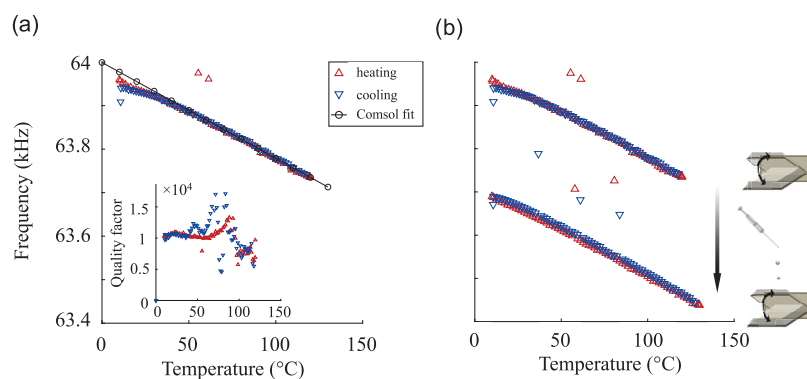 (a)
(b)
Frequency (kHz)
64
63.8
63.6
63.4
heating
cooling
Comsol fit
×10⁴
Quality factor
1.5
1
0.5
0
0 50 100 150
0 50 100 150
Temperature (°C)
0 50 100 150
Temperature (°C)